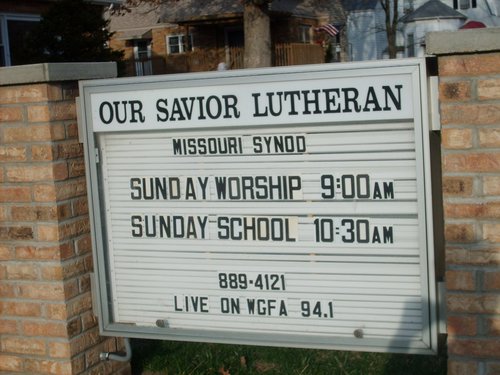 OUR SAVIOR LUTHERAN
MISSOURI SYNOD
SUNDAY WORSHIP 9:00AM
SUNDAY SCHOOL 10:30AM
889-4121
LIVE ON WGFA 94.1